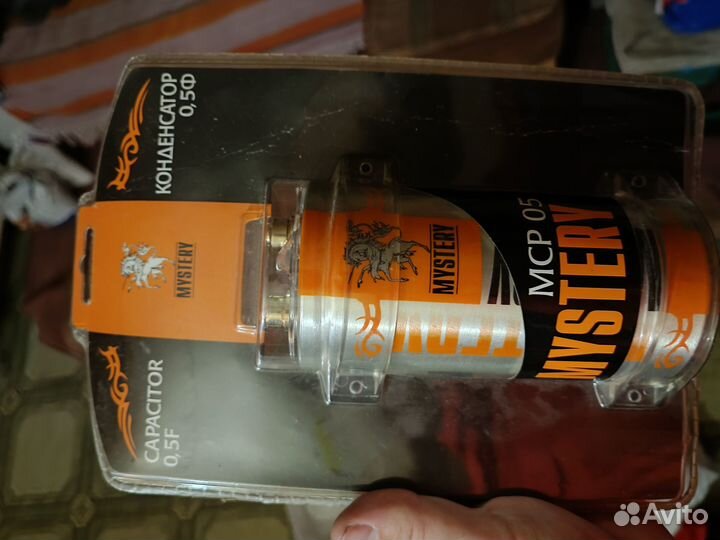 КОНДЕНСАТОР
0,5Ф
MYSTERY
CAPACITOR
0,5F
MYSTERY
MCP 05
MYSTERY
Avito